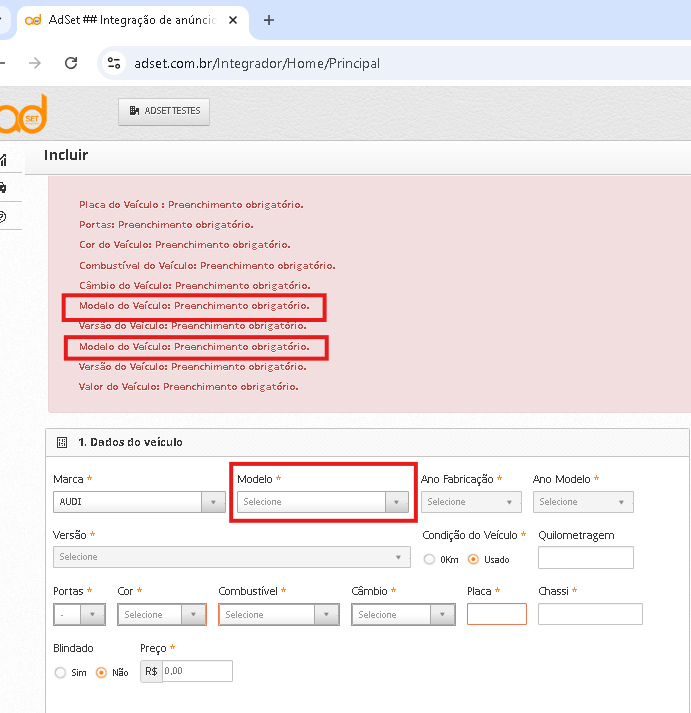 AdSet ## Integração de anúnci
adset.com.br/Integrador/Home/Principal
ad
SET
ADSETTESTES
Incluir
Placa do Veículo : Preenchimento obrigatório.
Portas: Preenchimento obrigatório.
Cor do Veículo: Preenchimento obrigatório.
Combustível do Veículo: Preenchimento obrigatório.
Câmbio do Veículo: Preenchimento obrigatório.
Modelo do Veículo: Preenchimento obrigatório.
Versão do Veículo: Preenchimento obrigatório.
Modelo do Veículo: Preenchimento obrigatório.
Versão do Veículo: Preenchimento obrigatório.
Valor do Veículo: Preenchimento obrigatório.
1. Dados do veículo
Marca * Modelo * Ano Fabricação * Ano Modelo *
AUDI Selecione Selecione Selecione
Versão * Condição do Veículo * Quilometragem
Selecione 0Km Usado
Portas * Cor * Combustível * Câmbio * Placa * Chassi *
- Selecione Selecione Selecione
Blindado Preço *
Sim Não R$ 0,00